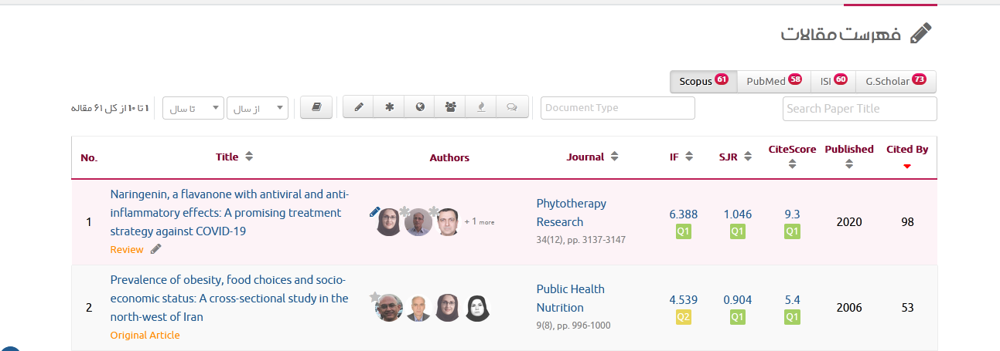 فهرست مقالات
Scopus 61 PubMed 58 ISI 60 G.Scholar 73
۱ تا ۱۰ از کل ۶۱ مقاله تا سال از سال Document Type Search Paper Title
No. Title Authors Journal IF SJR CiteScore Published Cited By
Naringenin, a flavanone with antiviral and anti-
inflammatory effects: A promising treatment
strategy against COVID-19
Review
1
+ 1 more
Phytotherapy
Research
34(12), pp. 3137-3147
6.388
Q1
1.046
Q1
9.3
Q1
2020
98
Prevalence of obesity, food choices and socio-
economic status: A cross-sectional study in the
north-west of Iran
Original Article
2
Public Health
Nutrition
9(8), pp. 996-1000
4.539
Q2
0.904
Q1
5.4
Q1
2006
53